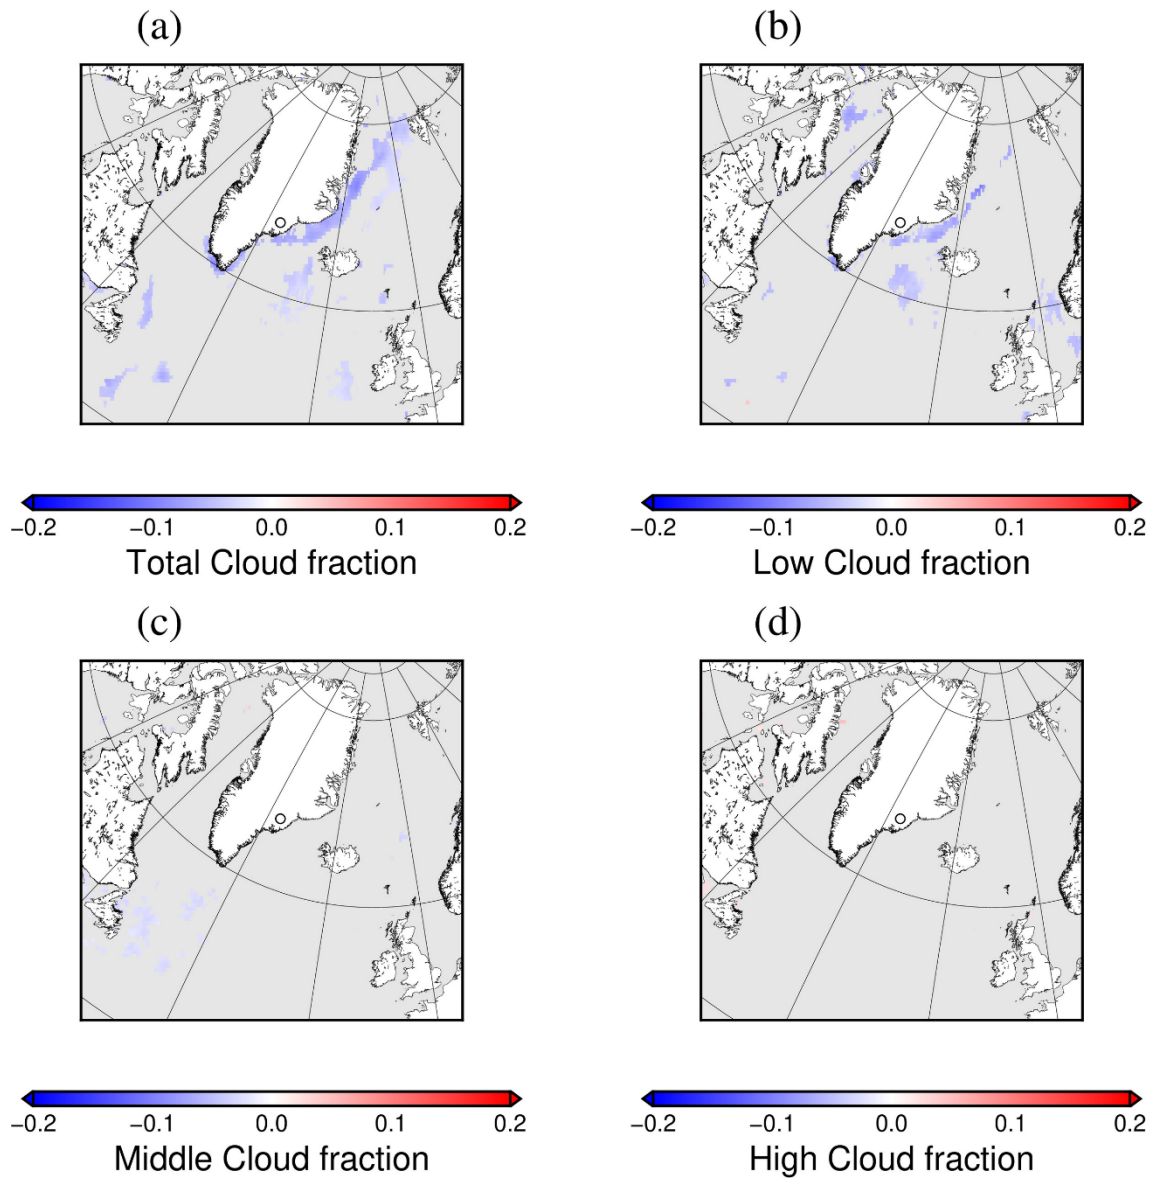 (a)
(b)
−0.2 −0.1 0.0 0.1 0.2
Total Cloud fraction
−0.2 −0.1 0.0 0.1 0.2
Low Cloud fraction
(c)
(d)
−0.2 −0.1 0.0 0.1 0.2
Middle Cloud fraction
−0.2 −0.1 0.0 0.1 0.2
High Cloud fraction